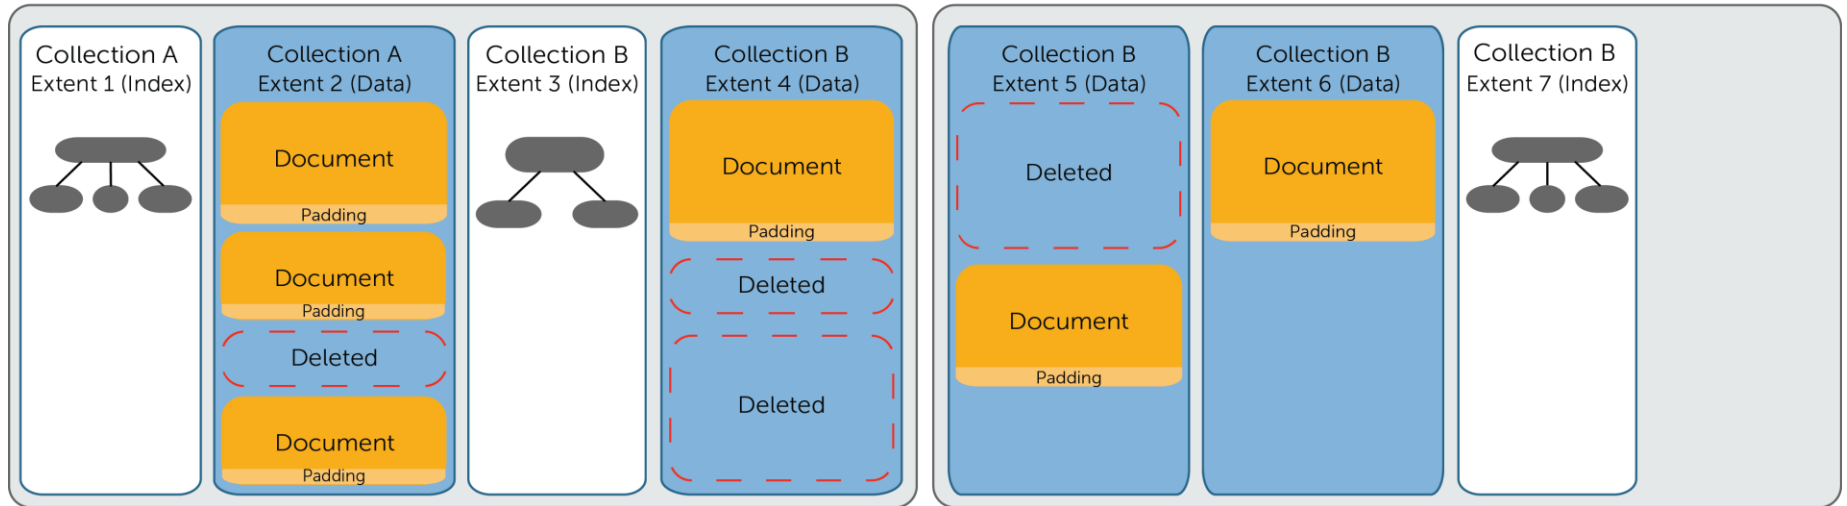 Collection A
Extent 1 (Index)
Collection A
Extent 2 (Data)
Document
Padding
Document
Padding
Deleted
Document
Padding
Collection B
Extent 3 (Index)
Collection B
Extent 4 (Data)
Document
Padding
Deleted
Deleted
Collection B
Extent 5 (Data)
Deleted
Document
Padding
Collection B
Extent 6 (Data)
Document
Padding
Collection B
Extent 7 (Index)